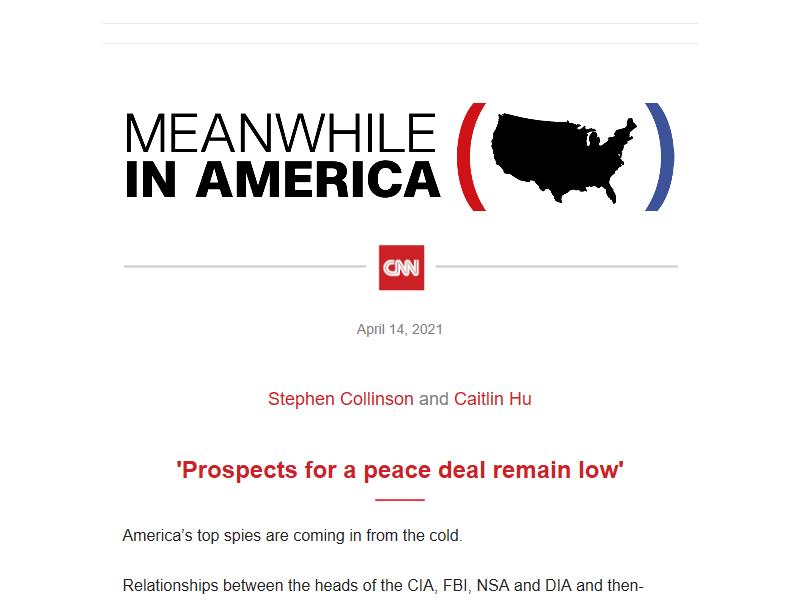 MEANWHILE
IN AMERICA
CNN
April 14, 2021
Stephen Collinson and Caitlin Hu
'Prospects for a peace deal remain low'
America’s top spies are coming in from the cold.
Relationships between the heads of the CIA, FBI, NSA and DIA and then-